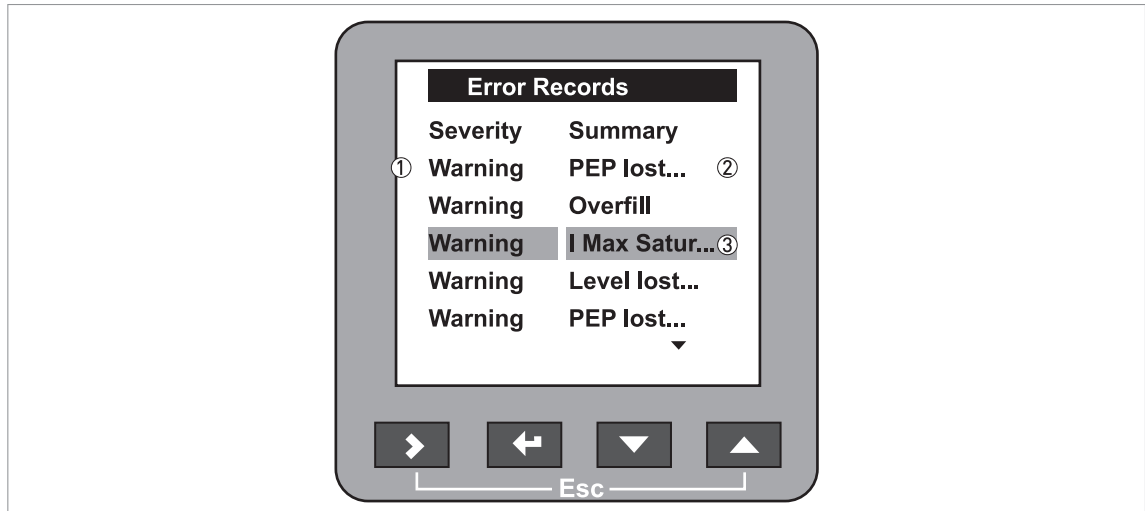 Error Records
Severity Summary
① Warning PEP lost... ②
Warning Overfill
Warning I Max Satur... ③
Warning Level lost...
Warning PEP lost...
Esc